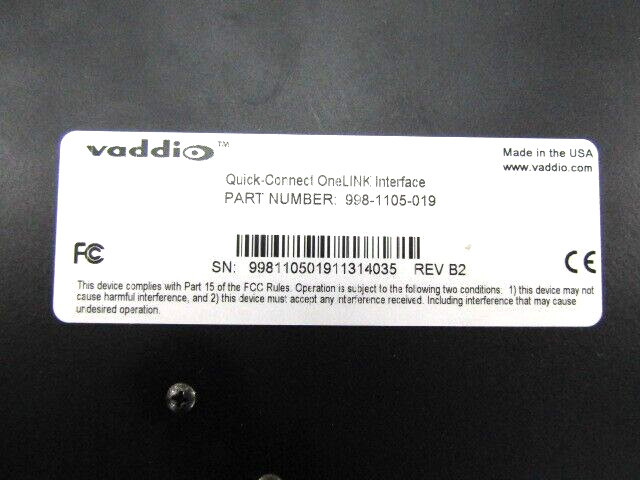 vaddio™
Made in the USA
www.vaddio.com
Quick-Connect OneLINK Interface
PART NUMBER: 998-1105-019
FC
CE
SN: 998110501911314035 REV B2
This device complies with Part 15 of the FCC Rules. Operation is subject to the following two conditions: 1) this device may not
cause harmful interference, and 2) this device must accept any interference received. Including interference that may cause
undesired operation.